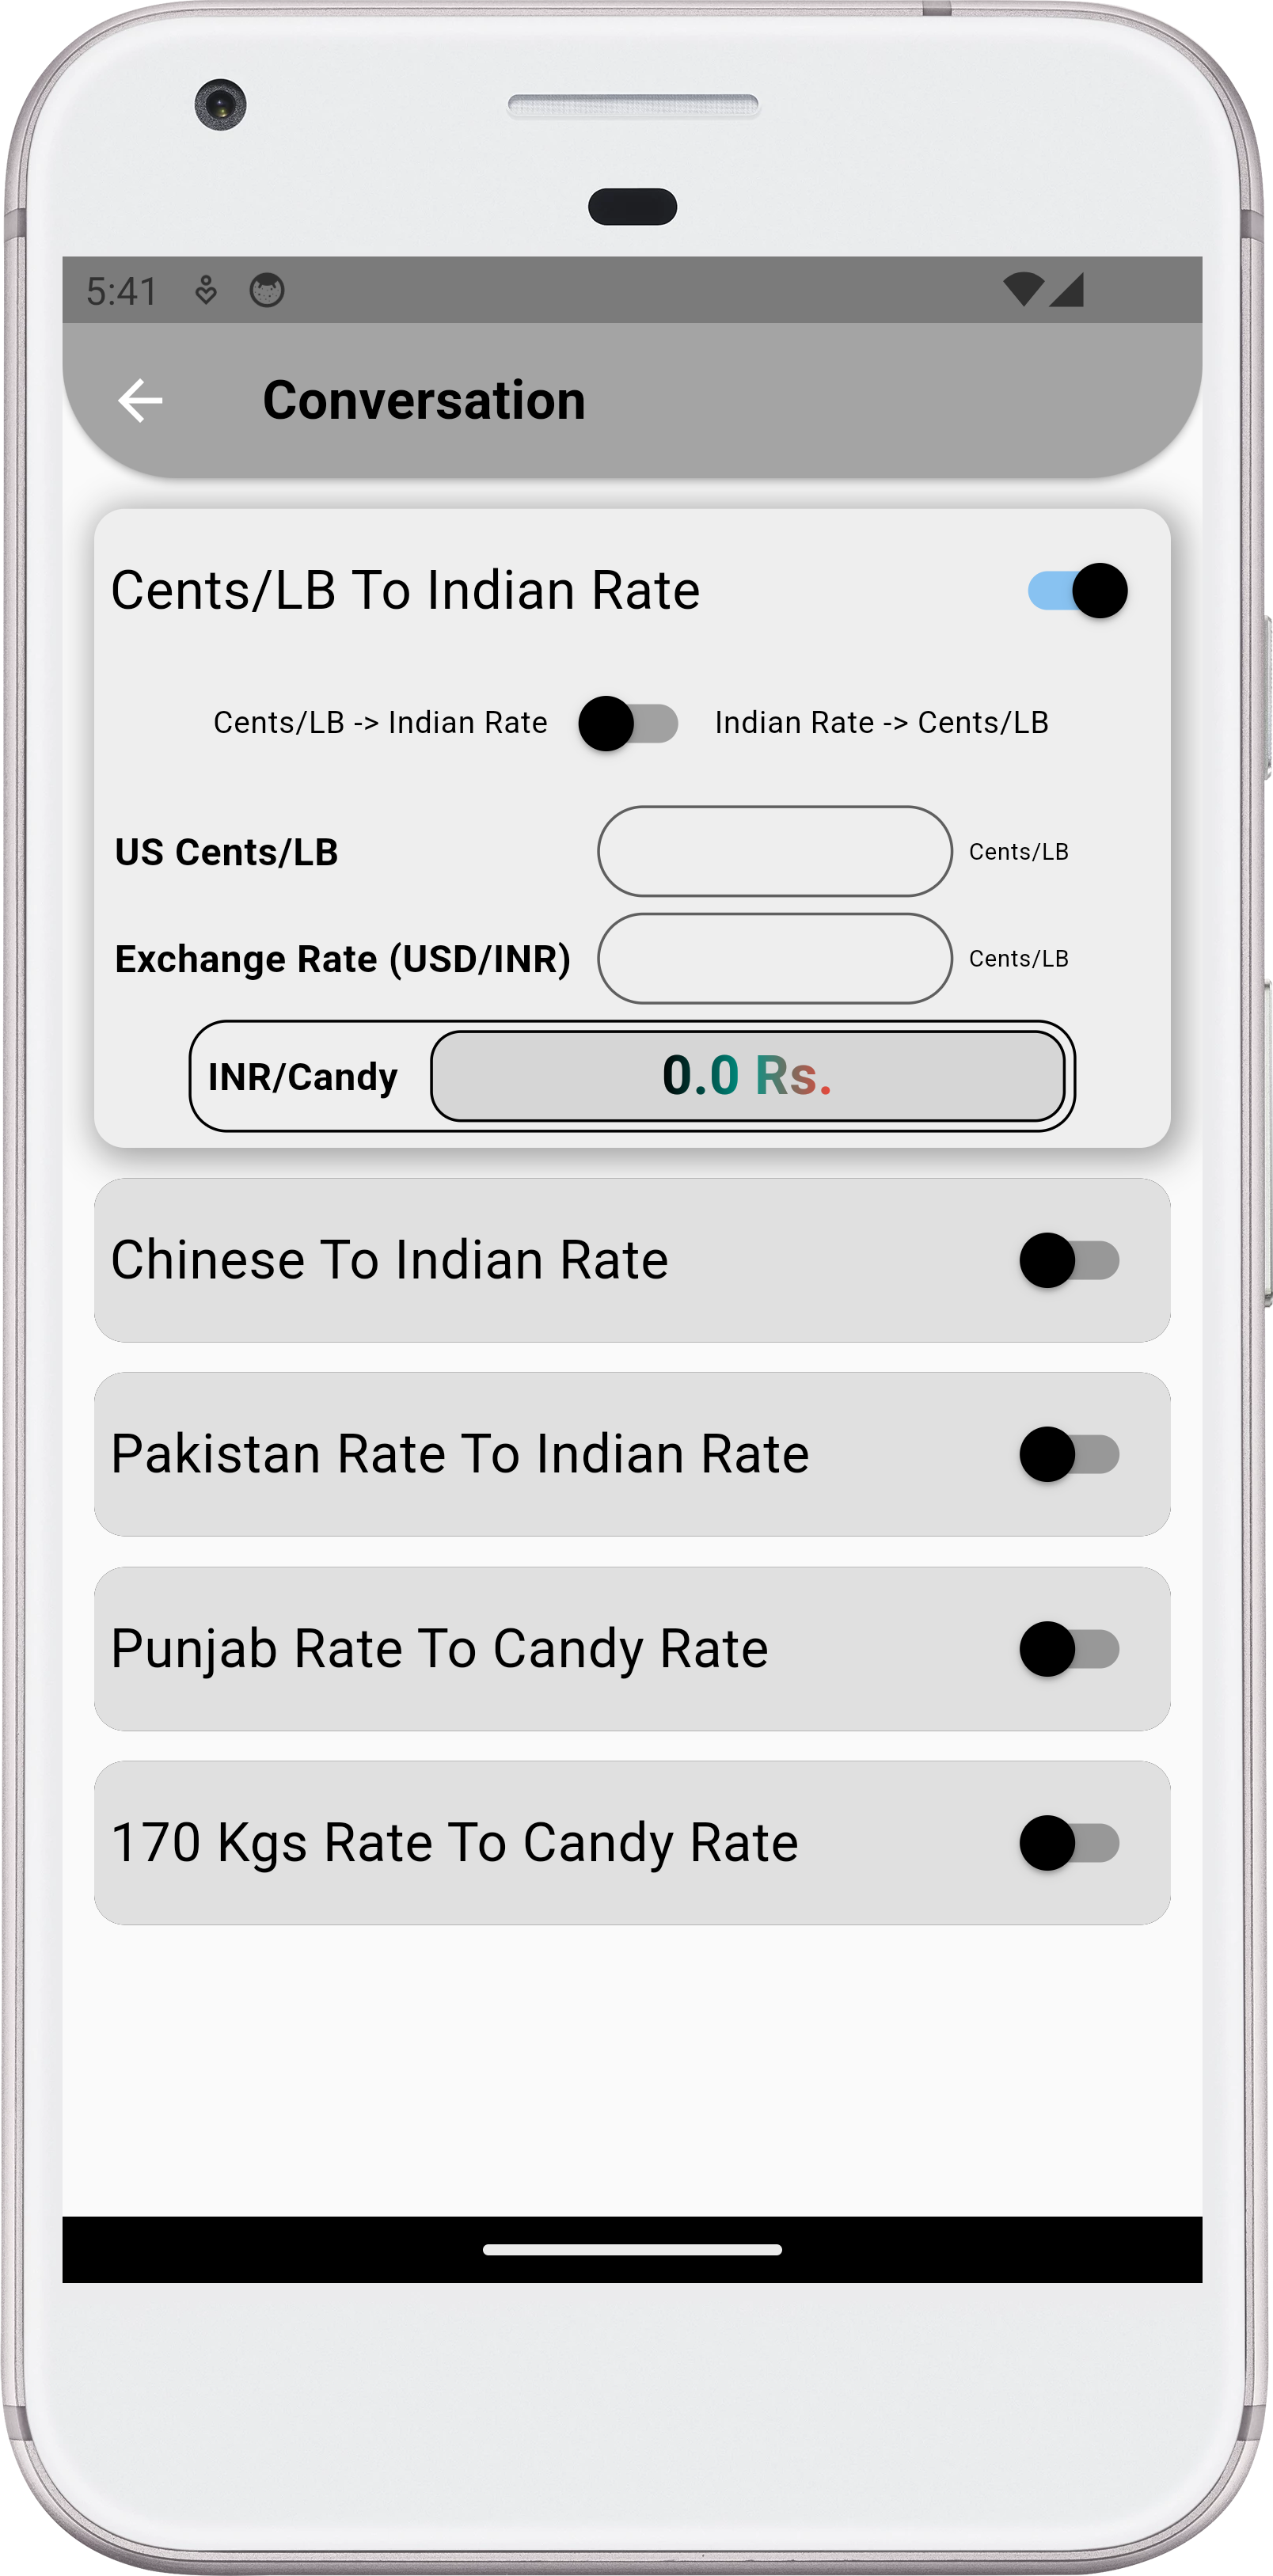 5:41
Conversation
Cents/LB To Indian Rate
Cents/LB -> Indian Rate Indian Rate -> Cents/LB
US Cents/LB Cents/LB
Exchange Rate (USD/INR) Cents/LB
INR/Candy 0.0 Rs.
Chinese To Indian Rate
Pakistan Rate To Indian Rate
Punjab Rate To Candy Rate
170 Kgs Rate To Candy Rate